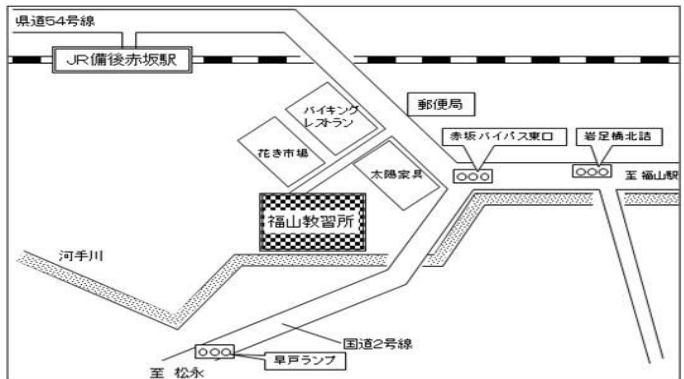 県道54号線
JR備後赤坂駅
バイキング
レストラン
郵便局
花き市場
赤坂バイパス東口
岩足橋北詰
太陽家具
至 福山駅
福山教習所
河手川
国道2号線
早戸ランプ
至 松永